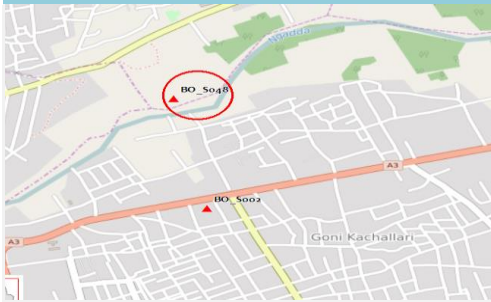 Ngadda
BO_S048
A3
BO_S002
Goni Kachallari
A3